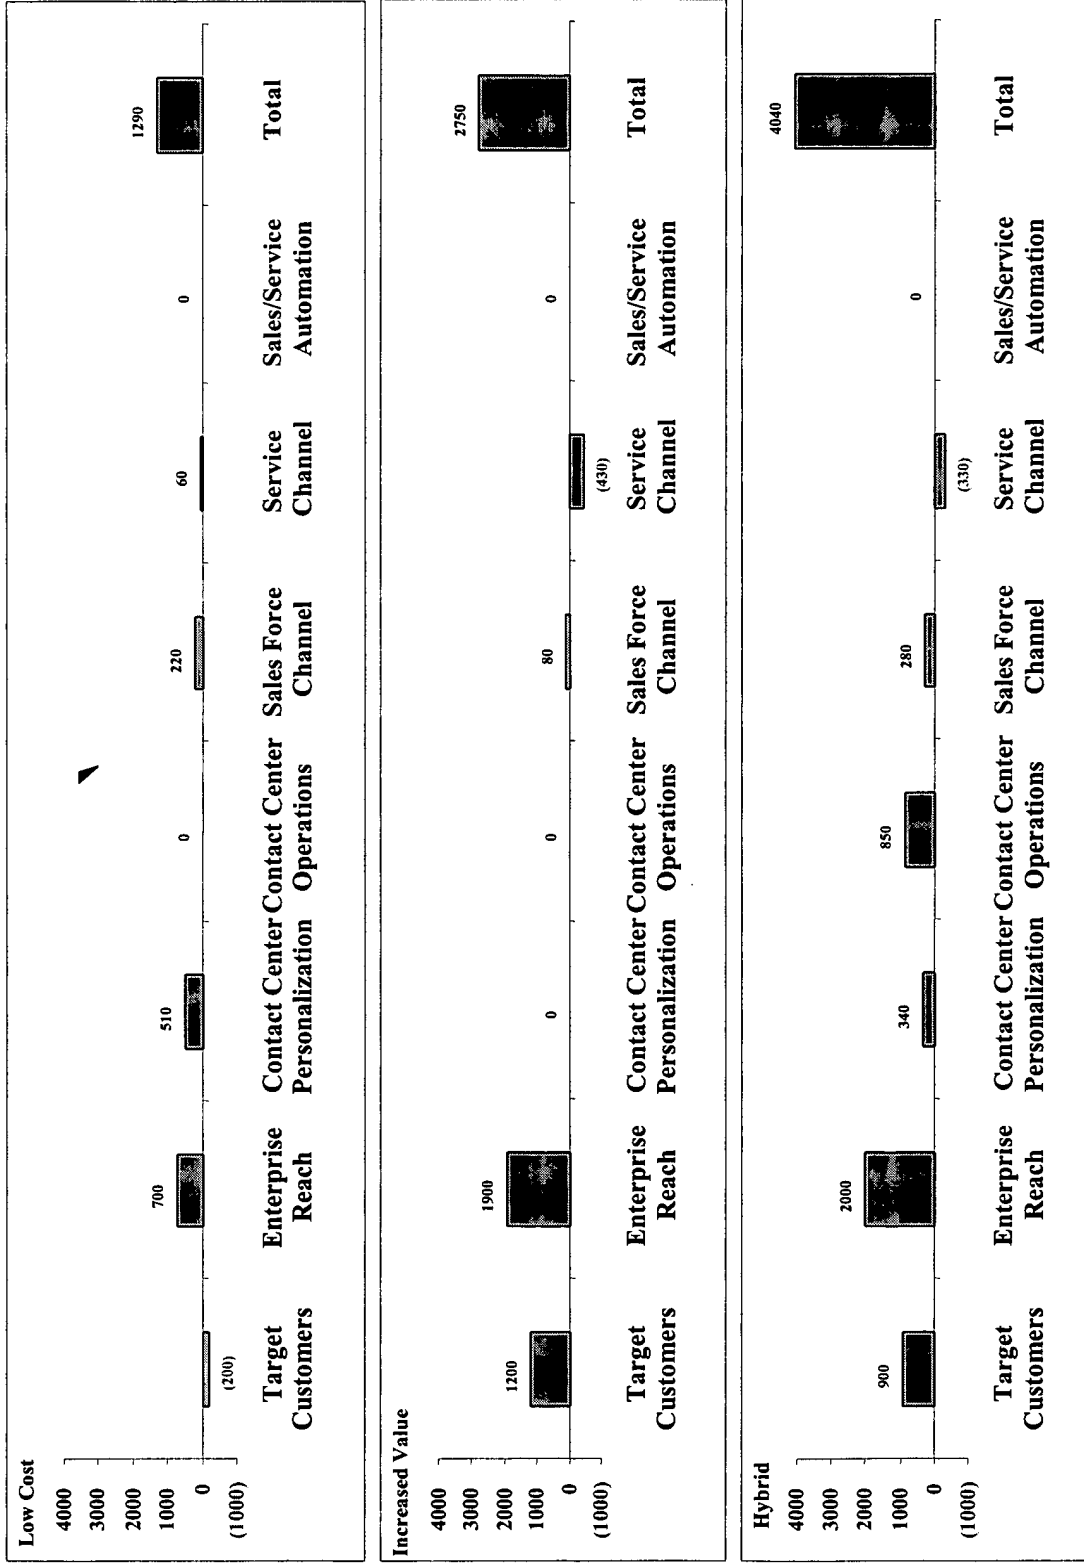 Low Cost
4000
3000
2000
1000
0
(1000)
(200)
700
510
0
220
60
0
1290
Target
Customers
Enterprise
Reach
Contact Center
Personalization
Contact Center
Operations
Sales Force
Channel
Service
Channel
Sales/Service
Automation
Total
Increased Value
4000
3000
2000
1000
0
(1000)
1200
1900
0
0
80
(430)
0
2750
Target
Customers
Enterprise
Reach
Contact Center
Personalization
Contact Center
Operations
Sales Force
Channel
Service
Channel
Sales/Service
Automation
Total
Hybrid
4000
3000
2000
1000
0
(1000)
900
2000
340
850
280
(330)
0
4040
Target
Customers
Enterprise
Reach
Contact Center
Personalization
Contact Center
Operations
Sales Force
Channel
Service
Channel
Sales/Service
Automation
Total